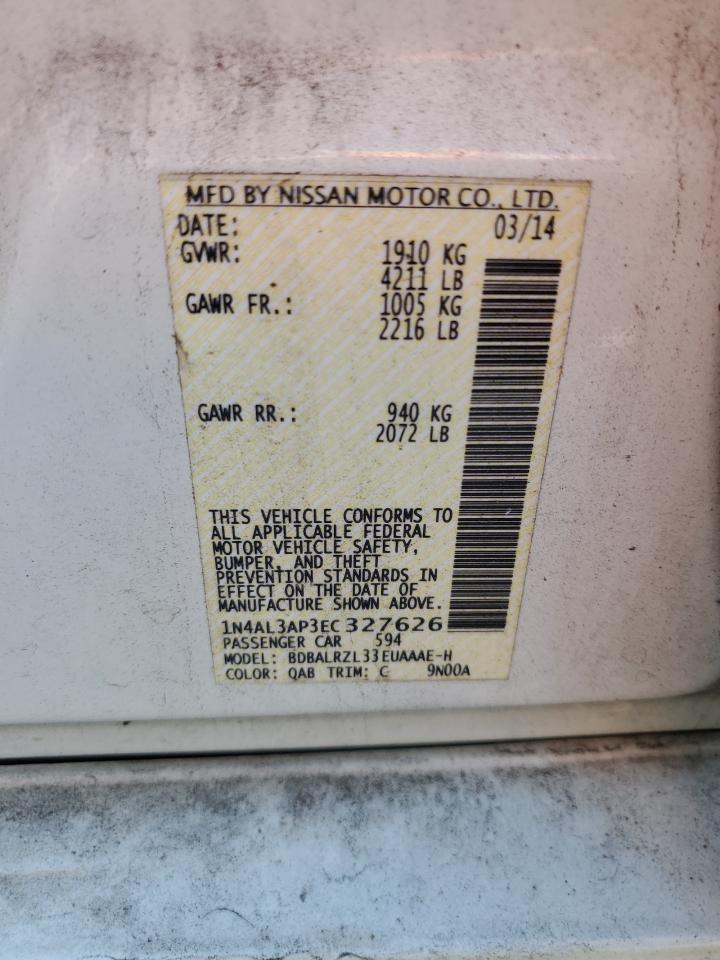 MFD BY NISSAN MOTOR CO., LTD.
DATE: 03/14
GVWR: 1910 KG
4211 LB
GAWR FR.: 1005 KG
2216 LB
GAWR RR.: 940 KG
2072 LB
THIS VEHICLE CONFORMS TO
ALL APPLICABLE FEDERAL
MOTOR VEHICLE SAFETY,
BUMPER, AND THEFT
PREVENTION STANDARDS IN
EFFECT ON THE DATE OF
MANUFACTURE SHOWN ABOVE.
1N4AL3AP3EC 327626
PASSENGER CAR 594
MODEL: BDBALRZL33EUAAAE-H
COLOR: QAB TRIM: C 9N00A